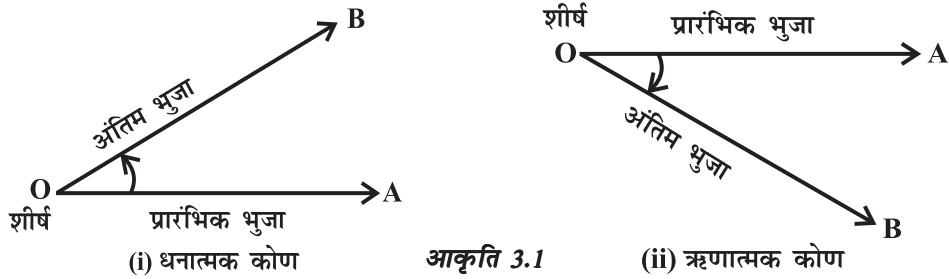 B
अंतिम भुजा
O
A
शीर्ष
प्रारंभिक भुजा
(i) धनात्मक कोण
शीर्ष
प्रारंभिक भुजा
O
A
अंतिम भुजा
B
(ii) ऋणात्मक कोण
आकृति 3.1